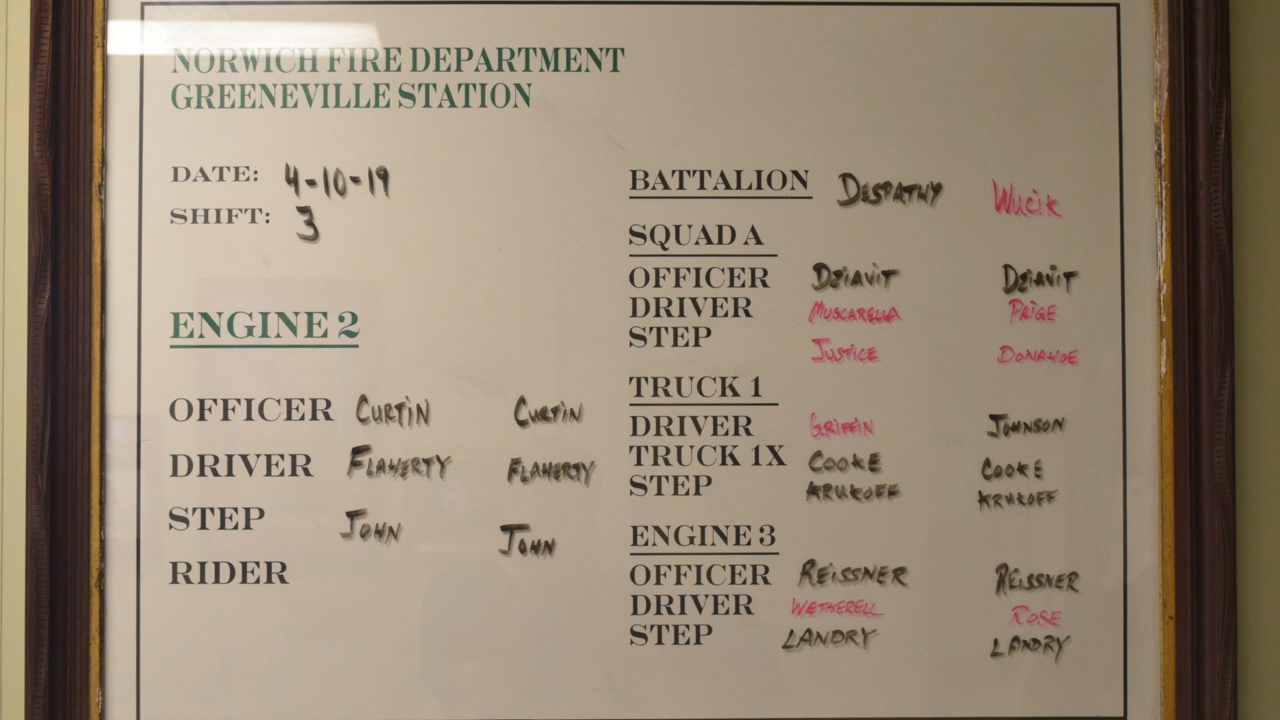 NORWICH FIRE DEPARTMENT
GREENEVILLE STATION
DATE: 4-10-19
SHIFT: 3
ENGINE 2
OFFICER CURTIN CURTIN
DRIVER FLAHERTY FLAHERTY
STEP JOHN JOHN
RIDER
BATTALION DESPATHY WUCIK
SQUAD A
OFFICER DZIAVIT DZIAVIT
DRIVER MUSCARELLA PAIGE
STEP JUSTICE DONAHOE
TRUCK 1
DRIVER GRIFFIN JOHNSON
TRUCK 1X COOKE COOKE
STEP KRUKOFF KRUKOFF
ENGINE 3
OFFICER REISSNER REISSNER
DRIVER WETHERELL ROSE
STEP LANDRY LANDRY